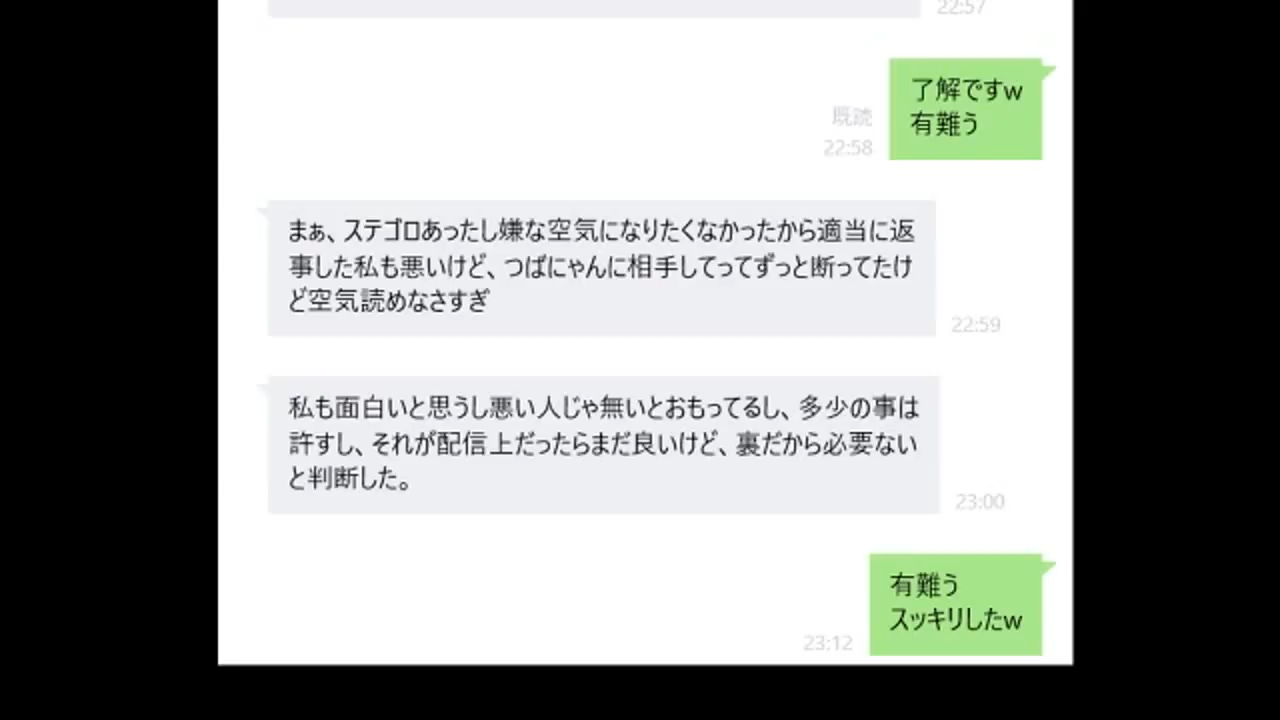 22:57
了解ですw
有難う
既読
22:58
まぁ、ステゴロあったし嫌な空気になりたくなかったから適当に返
事した私も悪いけど、つばにゃんに相手してってずっと断ってたけ
ど空気読めなさすぎ
22:59
私も面白いと思うし悪い人じゃ無いとおもってるし、多少の事は
許すし、それが配信上だったらまだ良いけど、裏だから必要ない
と判断した。
23:00
有難う
スッキリしたw
23:12